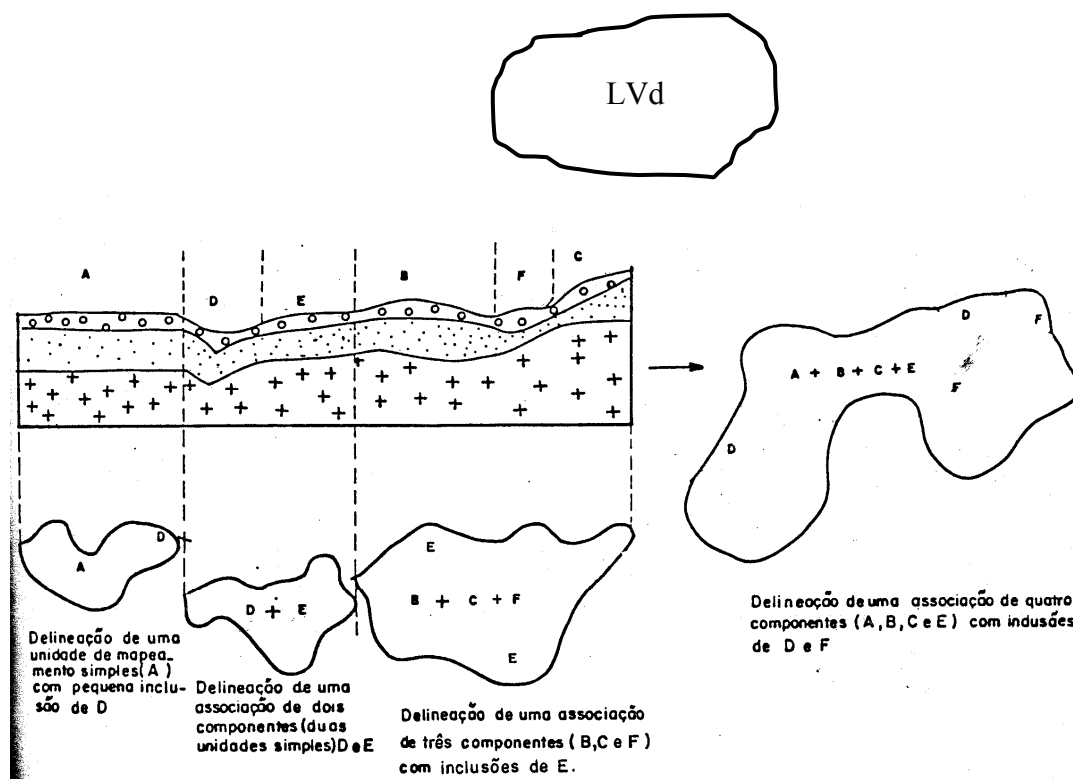 LVd
A
D
E
B
F
C
A
D
D + E
E
B + C + F
E
D
F
A + B + C + E
F
D
Delineação de uma
unidade de mapea-
mento simples(A)
com pequena inclu-
são de D
Delineação de uma
associação de dois
componentes(duas
unidades simples)D e E
Delineação de uma associação
de três componentes (B,C e F)
com inclusões de E.
Delineação de uma associação de quatro
componentes (A,B,C e E) com inclusões
de D e F